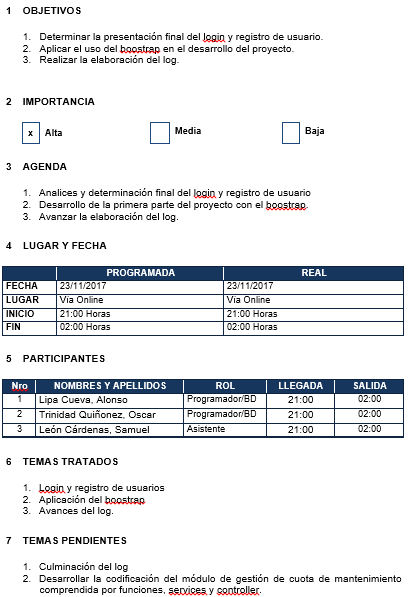 1 OBJETIVOS
1. Determinar la presentación final del login y registro de usuario.
2. Aplicar el uso del boostrap en el desarrollo del proyecto.
3. Realizar la elaboración del log.
2 IMPORTANCIA
x Alta Media Baja
3 AGENDA
1. Analices y determinación final del login y registro de usuario
2. Desarrollo de la primera parte del proyecto con el boostrap.
3. Avanzar la elaboración del log.
4 LUGAR Y FECHA
PROGRAMADA REAL
FECHA 23/11/2017 23/11/2017
LUGAR Vía Online Vía Online
INICIO 21:00 Horas 21:00 Horas
FIN 02:00 Horas 02:00 Horas
5 PARTICIPANTES
Nro NOMBRES Y APELLIDOS ROL LLEGADA SALIDA
1 Lipa Cueva, Alonso Programador/BD 21:00 02:00
2 Trinidad Quiñonez, Oscar Programador/BD 21:00 02:00
3 León Cárdenas, Samuel Asistente 21:00 02:00
6 TEMAS TRATADOS
1. Login y registro de usuarios
2. Aplicación del boostrap
3. Avances del log.
7 TEMAS PENDIENTES
1. Culminación del log
2. Desarrollar la codificación del módulo de gestión de cuota de mantenimiento
comprendida por funciones, services y controller.